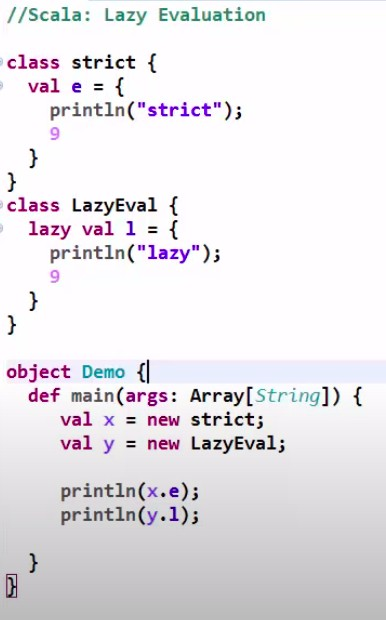 //Scala: Lazy Evaluation
class strict {
val e = {
println("strict");
9
}
}
class LazyEval {
lazy val l = {
println("lazy");
9
}
}
object Demo {
def main(args: Array[String]) {
val x = new strict;
val y = new LazyEval;
println(x.e);
println(y.l);
}
}